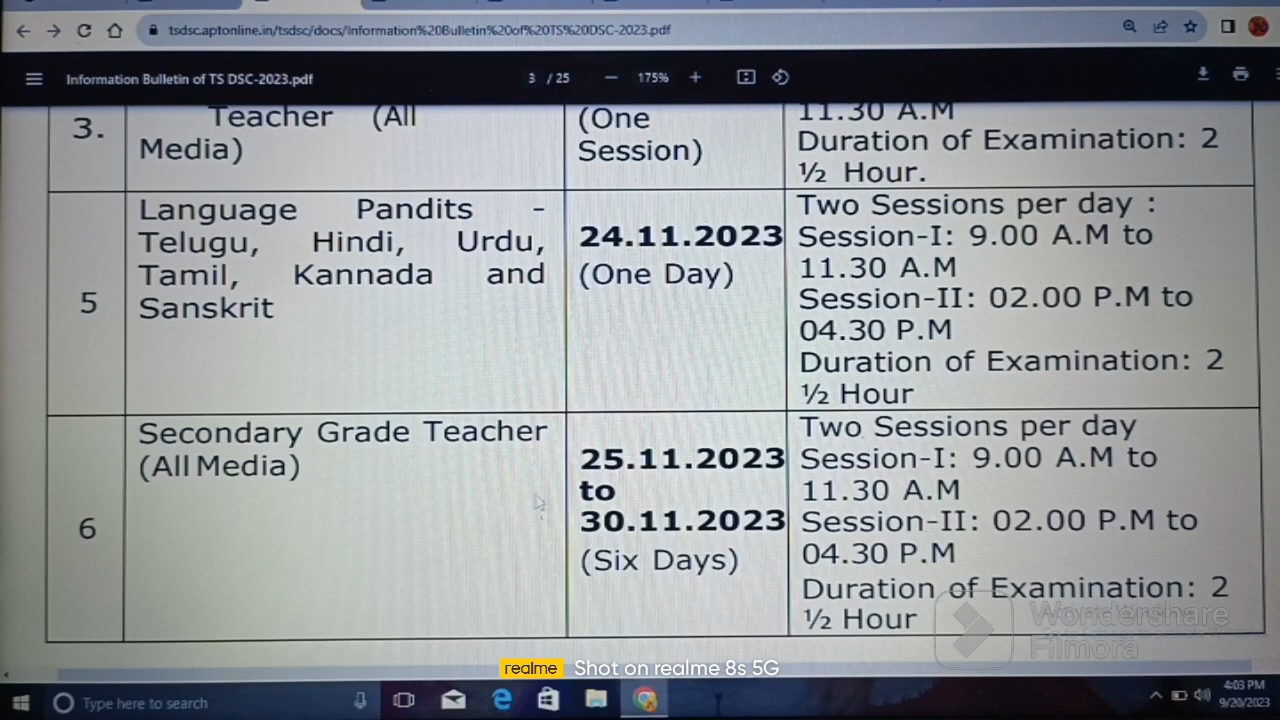 tsdsc.aptonline.in/tsdsc/docs/Information%20Bulletin%20of%20TS%20DSC-2023.pdf
Information Bulletin of TS DSC-2023.pdf
3 / 25
175%
3.
Teacher (All
Media)
(One
Session)
11.30 A.M
Duration of Examination: 2
½ Hour.
5
Language Pandits -
Telugu, Hindi, Urdu,
Tamil, Kannada and
Sanskrit
24.11.2023
(One Day)
Two Sessions per day :
Session-I: 9.00 A.M to
11.30 A.M
Session-II: 02.00 P.M to
04.30 P.M
Duration of Examination: 2
½ Hour
6
Secondary Grade Teacher
(All Media)
25.11.2023
to
30.11.2023
(Six Days)
Two Sessions per day
Session-I: 9.00 A.M to
11.30 A.M
Session-II: 02.00 P.M to
04.30 P.M
Duration of Examination: 2
½ Hour
Wondershare
Filmora
realme Shot on realme 8s 5G
Type here to search
4:03 PM
9/20/2023